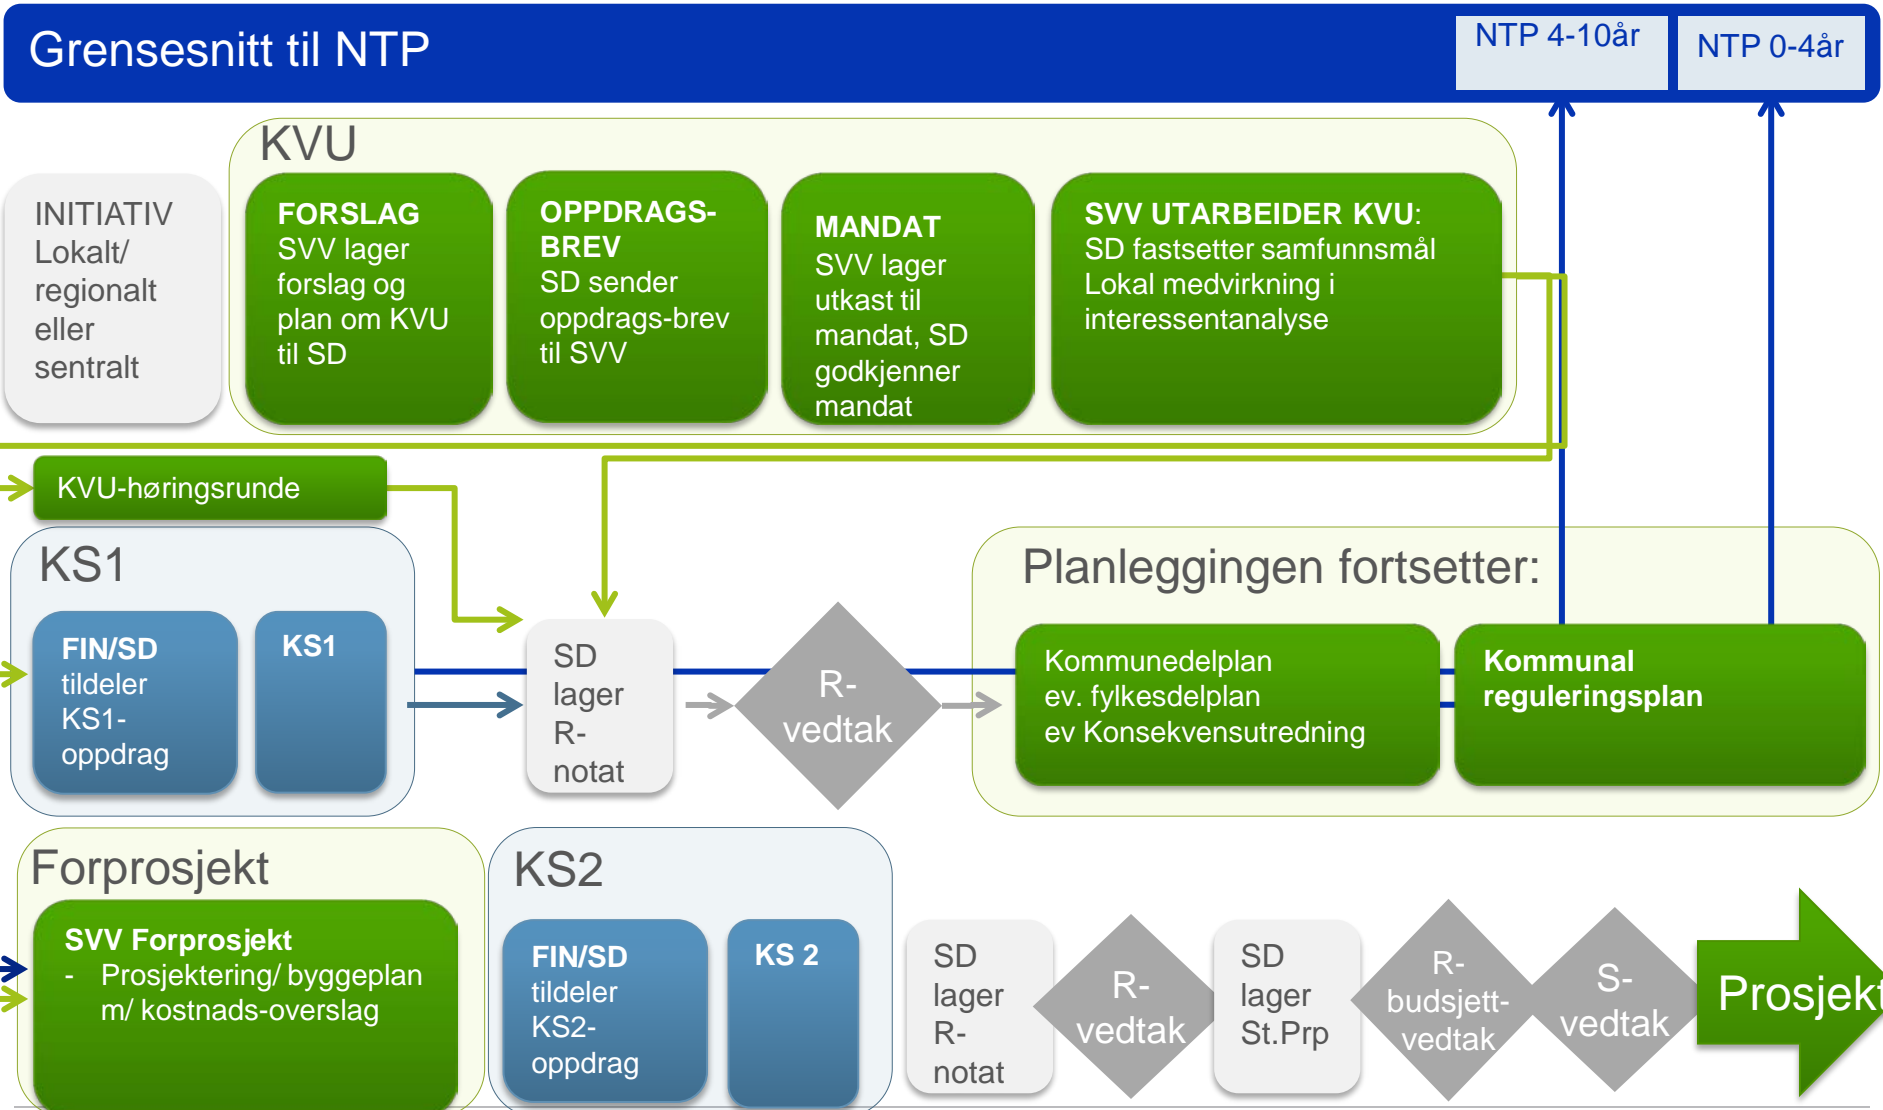 Grensesnitt til NTP
NTP 4-10år
NTP 0-4år
KVU
INITIATIV
Lokalt/
regionalt
eller
sentralt
FORSLAG
SVV lager
forslag og
plan om KVU
til SD
OPPDRAGS-
BREV
SD sender
oppdrags-brev
til SVV
MANDAT
SVV lager
utkast til
mandat, SD
godkjenner
mandat
SVV UTARBEIDER KVU:
SD fastsetter samfunnsmål
Lokal medvirkning i
interessentanalyse
KVU-høringsrunde
KS1
FIN/SD
tildeler
KS1-
oppdrag
KS1
SD
lager
R-
notat
R-
vedtak
Planleggingen fortsetter:
Kommunedelplan
ev. fylkesdelplan
ev Konsekvensutredning
Kommunal
reguleringsplan
Forprosjekt
SVV Forprosjekt
- Prosjektering/ byggeplan
m/ kostnads-overslag
KS2
FIN/SD
tildeler
KS2-
oppdrag
KS 2
SD
lager
R-
notat
R-
vedtak
SD
lager
St.Prp
R-
budsjett-
vedtak
S-
vedtak
Prosjekt